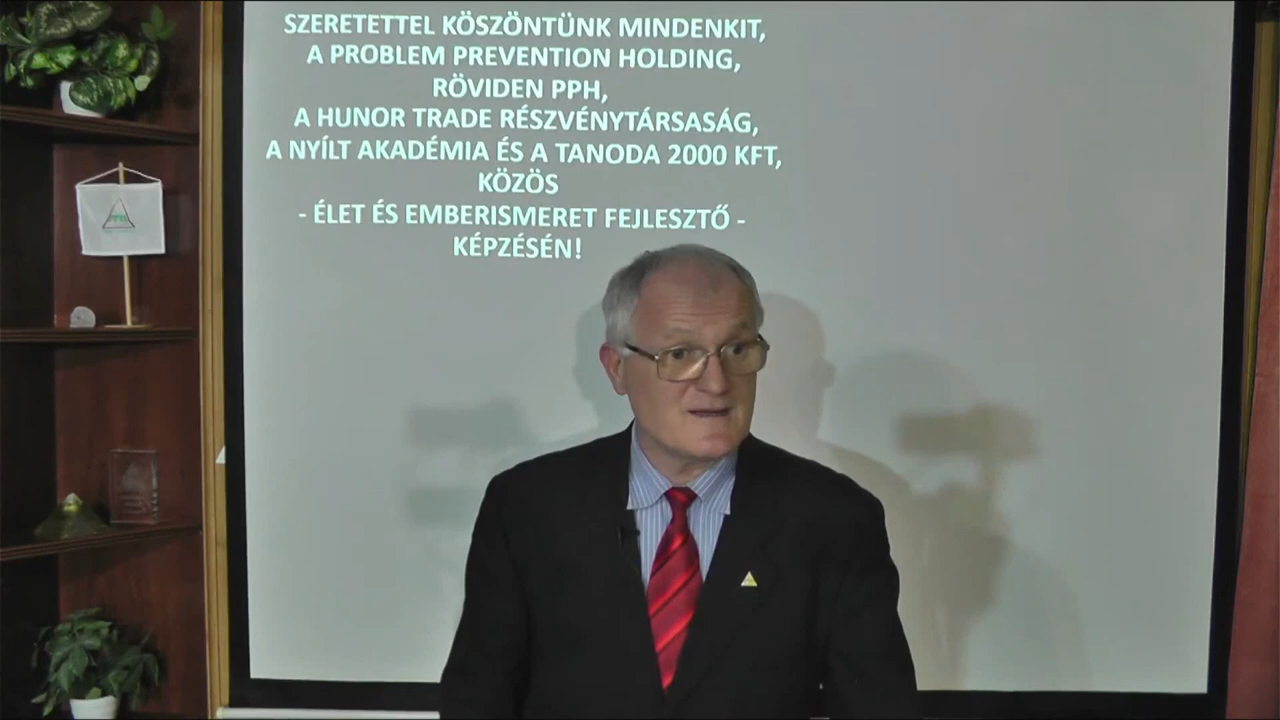 SZERETETTEL KÖSZÖNTÜNK MINDENKIT,
A PROBLEM PREVENTION HOLDING,
RÖVIDEN PPH,
A HUNOR TRADE RÉSZVÉNYTÁRSASÁG,
A NYÍLT AKADÉMIA ÉS A TANODA 2000 KFT,
KÖZÖS
- ÉLET ÉS EMBERISMERET FEJLESZTŐ -
KÉPZÉSÉN!